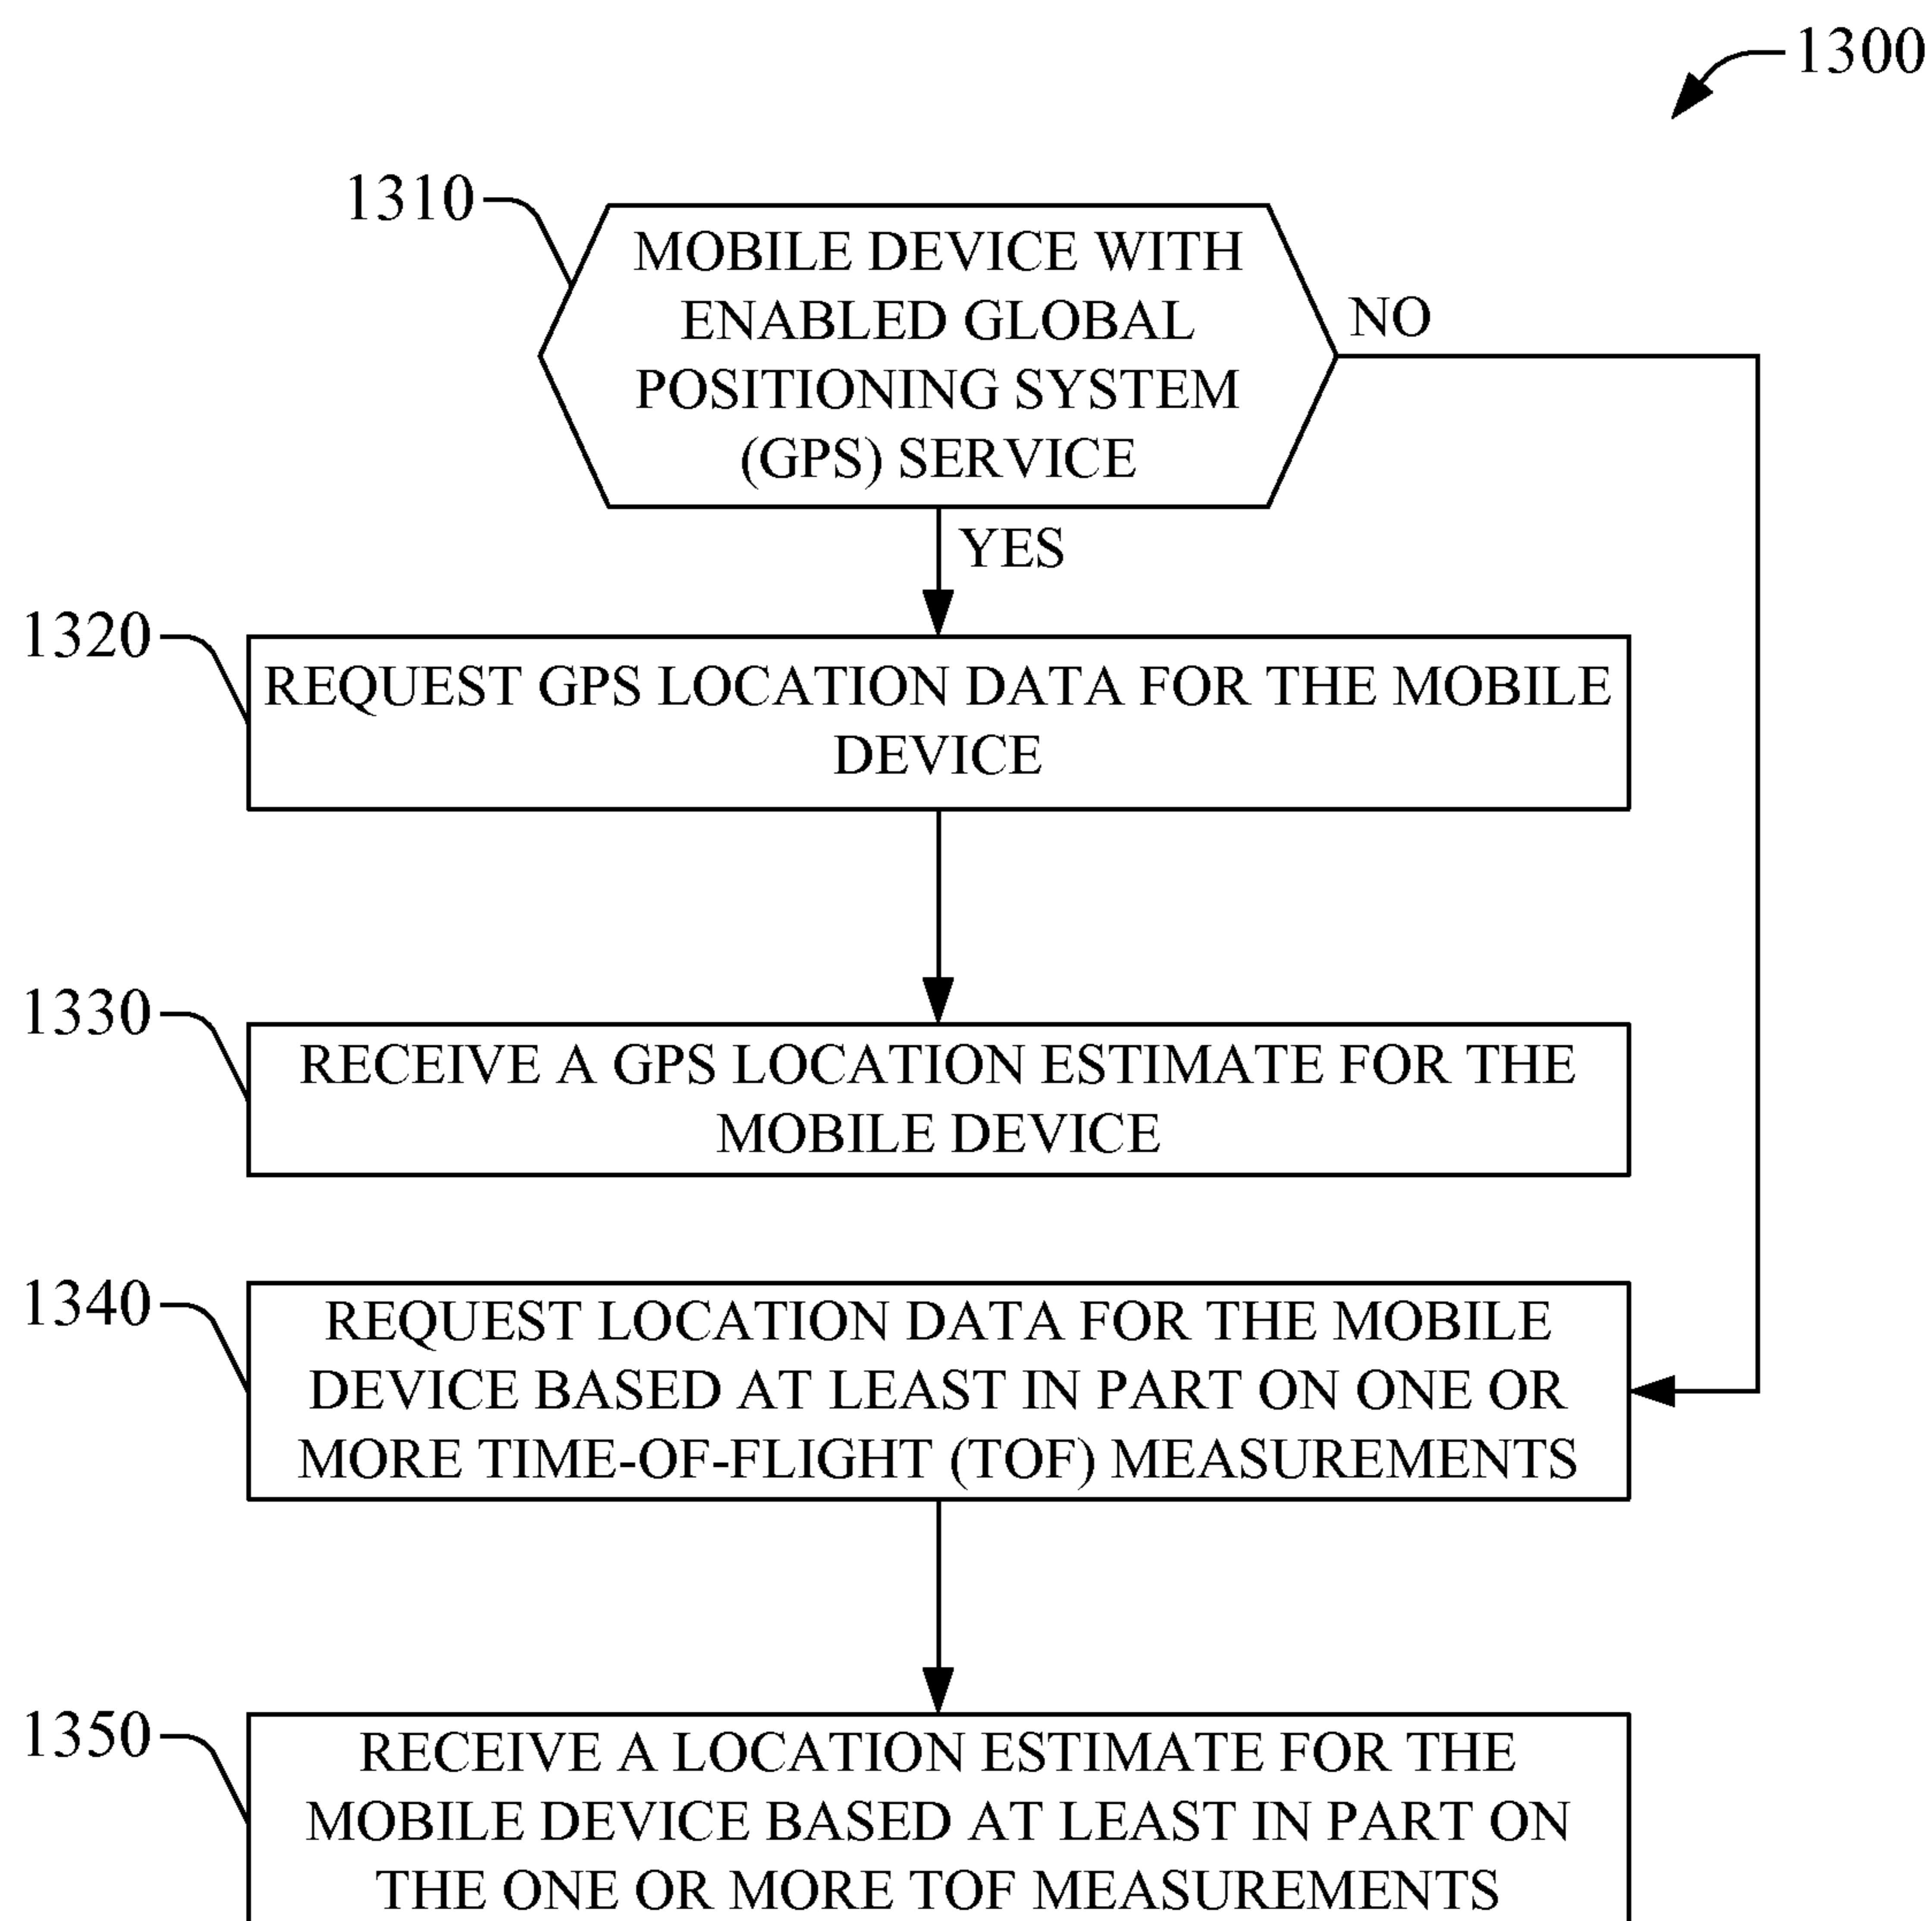 1300
1310
MOBILE DEVICE WITH
ENABLED GLOBAL
POSITIONING SYSTEM
(GPS) SERVICE
NO
YES
1320
REQUEST GPS LOCATION DATA FOR THE MOBILE
DEVICE
1330
RECEIVE A GPS LOCATION ESTIMATE FOR THE
MOBILE DEVICE
1340
REQUEST LOCATION DATA FOR THE MOBILE
DEVICE BASED AT LEAST IN PART ON ONE OR
MORE TIME-OF-FLIGHT (TOF) MEASUREMENTS
1350
RECEIVE A LOCATION ESTIMATE FOR THE
MOBILE DEVICE BASED AT LEAST IN PART ON
THE ONE OR MORE TOF MEASUREMENTS